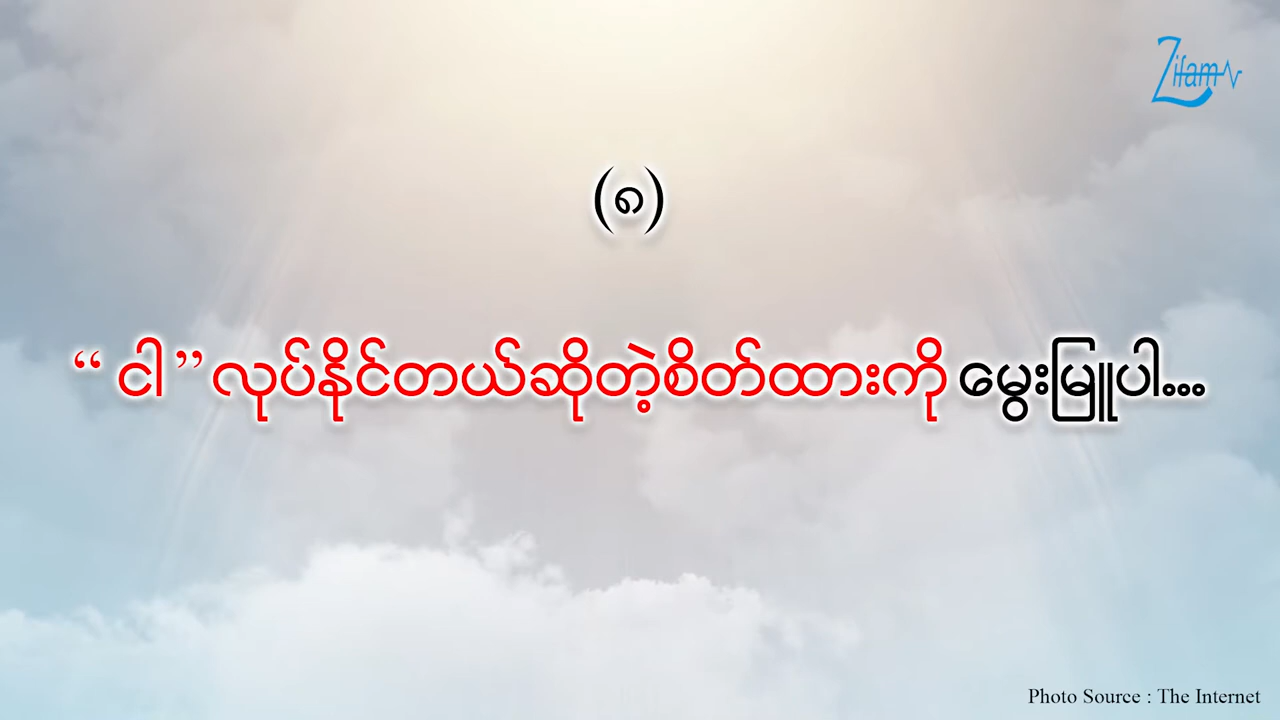 Zifam
(၈)
“ ငါ ” လုပ်နိုင်တယ်ဆိုတဲ့စိတ်ထားကို မွေးမြူပါ...
Photo Source : The Internet